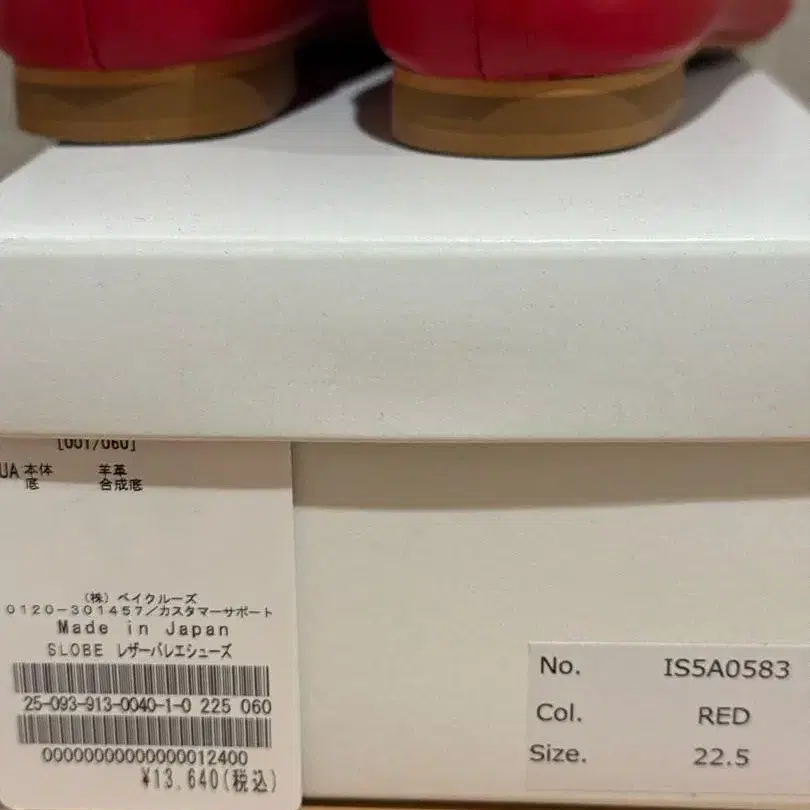 [001/060]
UA 本体 羊革
底 合成底
(株) ベイクルーズ
0120-301457/カスタマーサポート
Made in Japan
SLOBE レザーバレエシューズ
25-093-913-0040-1-0 225 060
00000000000000012400
¥13,640(税込)
No. IS5A0583
Col. RED
Size. 22.5